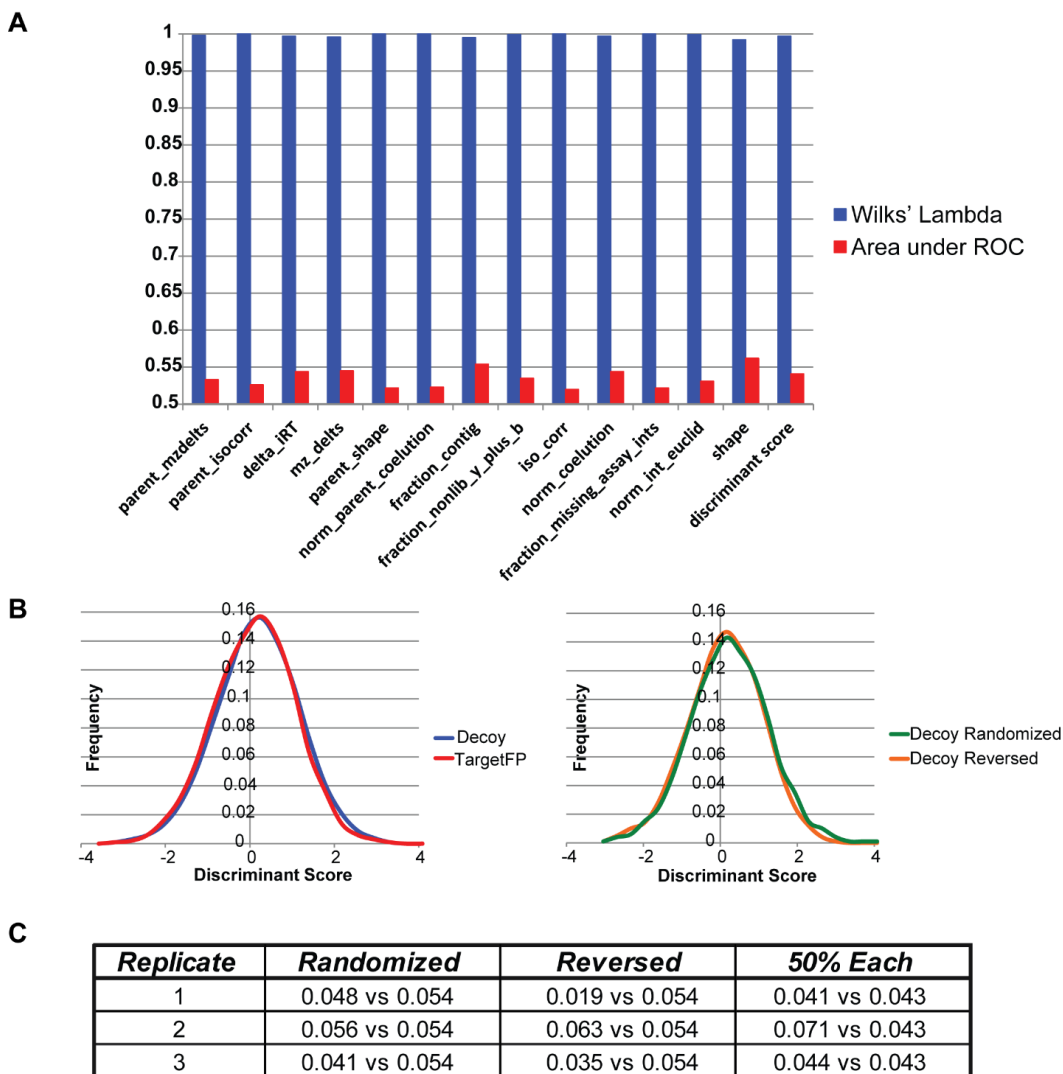 A
1
0.95
0.9
0.85
0.8
0.75
0.7
0.65
0.6
0.55
0.5
Wilks' Lambda
Area under ROC
parent_mzdelts
parent_isocorr
delta_iRT
mz_delts
parent_shape
norm_parent_coelution
fraction_contig
fraction_nonlib_y_plus_b
iso_corr
norm_coelution
fraction_missing_assay_ints
norm_int_euclid
shape
discriminant score
B
0.16
0.14
0.12
0.1
0.08
0.06
0.04
0.02
0
Frequency
-4 -2 0 2 4
Discriminant Score
Decoy
TargetFP
0.16
0.14
0.12
0.1
0.08
0.06
0.04
0.02
0
Frequency
-4 -2 0 2 4
Discriminant Score
Decoy Randomized
Decoy Reversed
C
Replicate Randomized Reversed 50% Each
1 0.048 vs 0.054 0.019 vs 0.054 0.041 vs 0.043
2 0.056 vs 0.054 0.063 vs 0.054 0.071 vs 0.043
3 0.041 vs 0.054 0.035 vs 0.054 0.044 vs 0.043